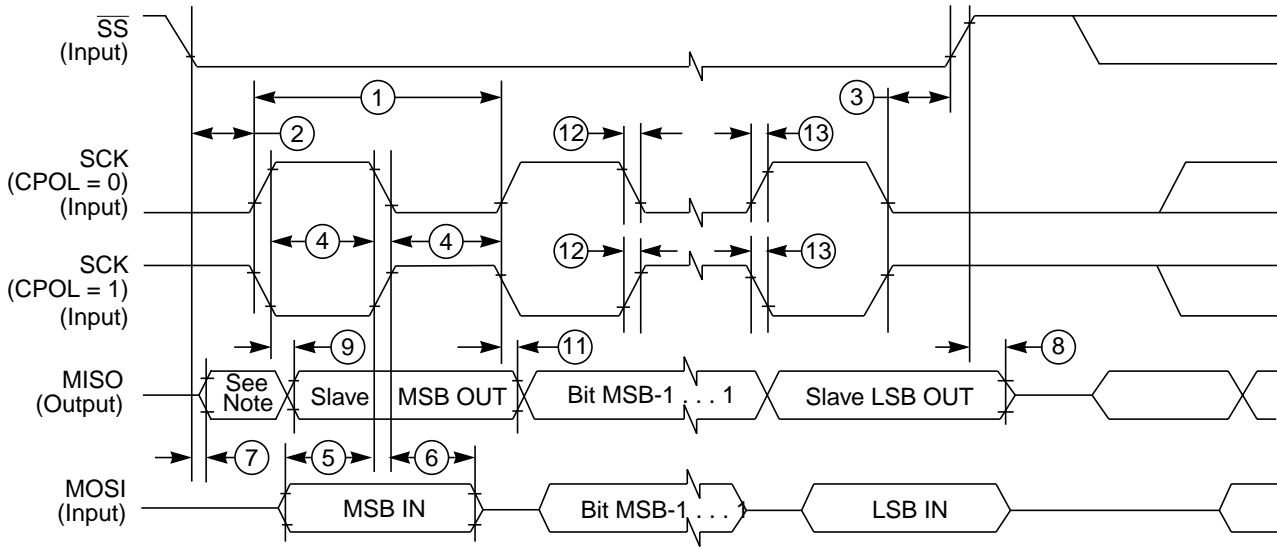 SS
(Input)
1
3
2
12
13
SCK
(CPOL = 0)
(Input)
4
4
12
13
SCK
(CPOL = 1)
(Input)
9
11
8
MISO
(Output)
See
Note
Slave
MSB OUT
Bit MSB-1 . . . 1
Slave LSB OUT
7
5
6
MOSI
(Input)
MSB IN
Bit MSB-1 . . . 1
LSB IN